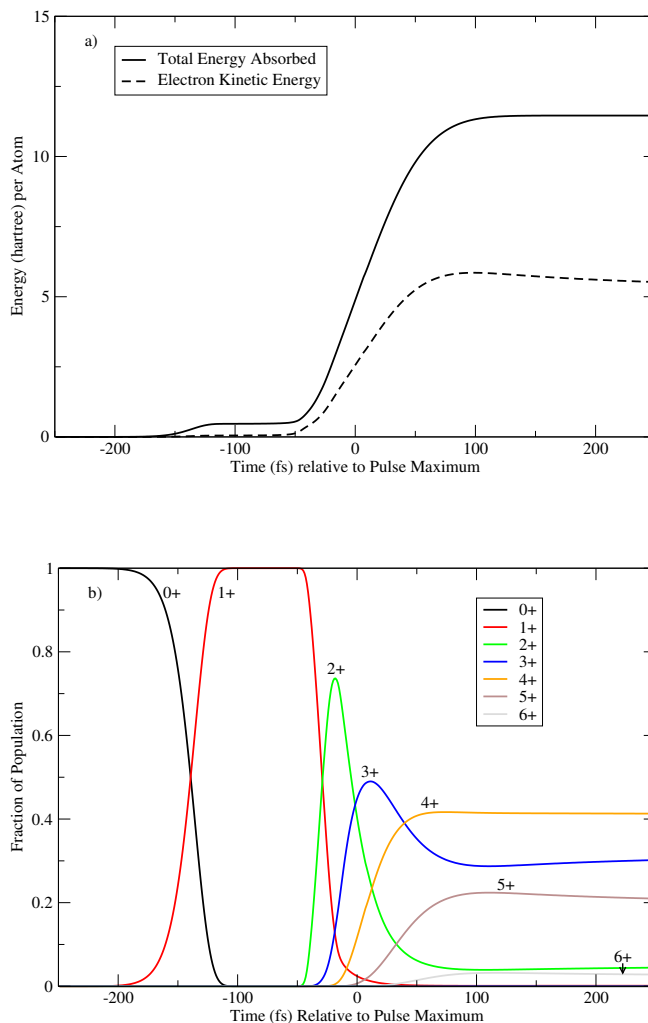 a)
Total Energy Absorbed
Electron Kinetic Energy
Energy (hartree) per Atom
15
10
5
0
-200 -100 0 100 200
Time (fs) relative to Pulse Maximum
b)
0+ 1+
2+
3+
4+
5+
6+
0+
1+
2+
3+
4+
5+
6+
Fraction of Population
1
0.8
0.6
0.4
0.2
0
-200 -100 0 100 200
Time (fs) Relative to Pulse Maximum